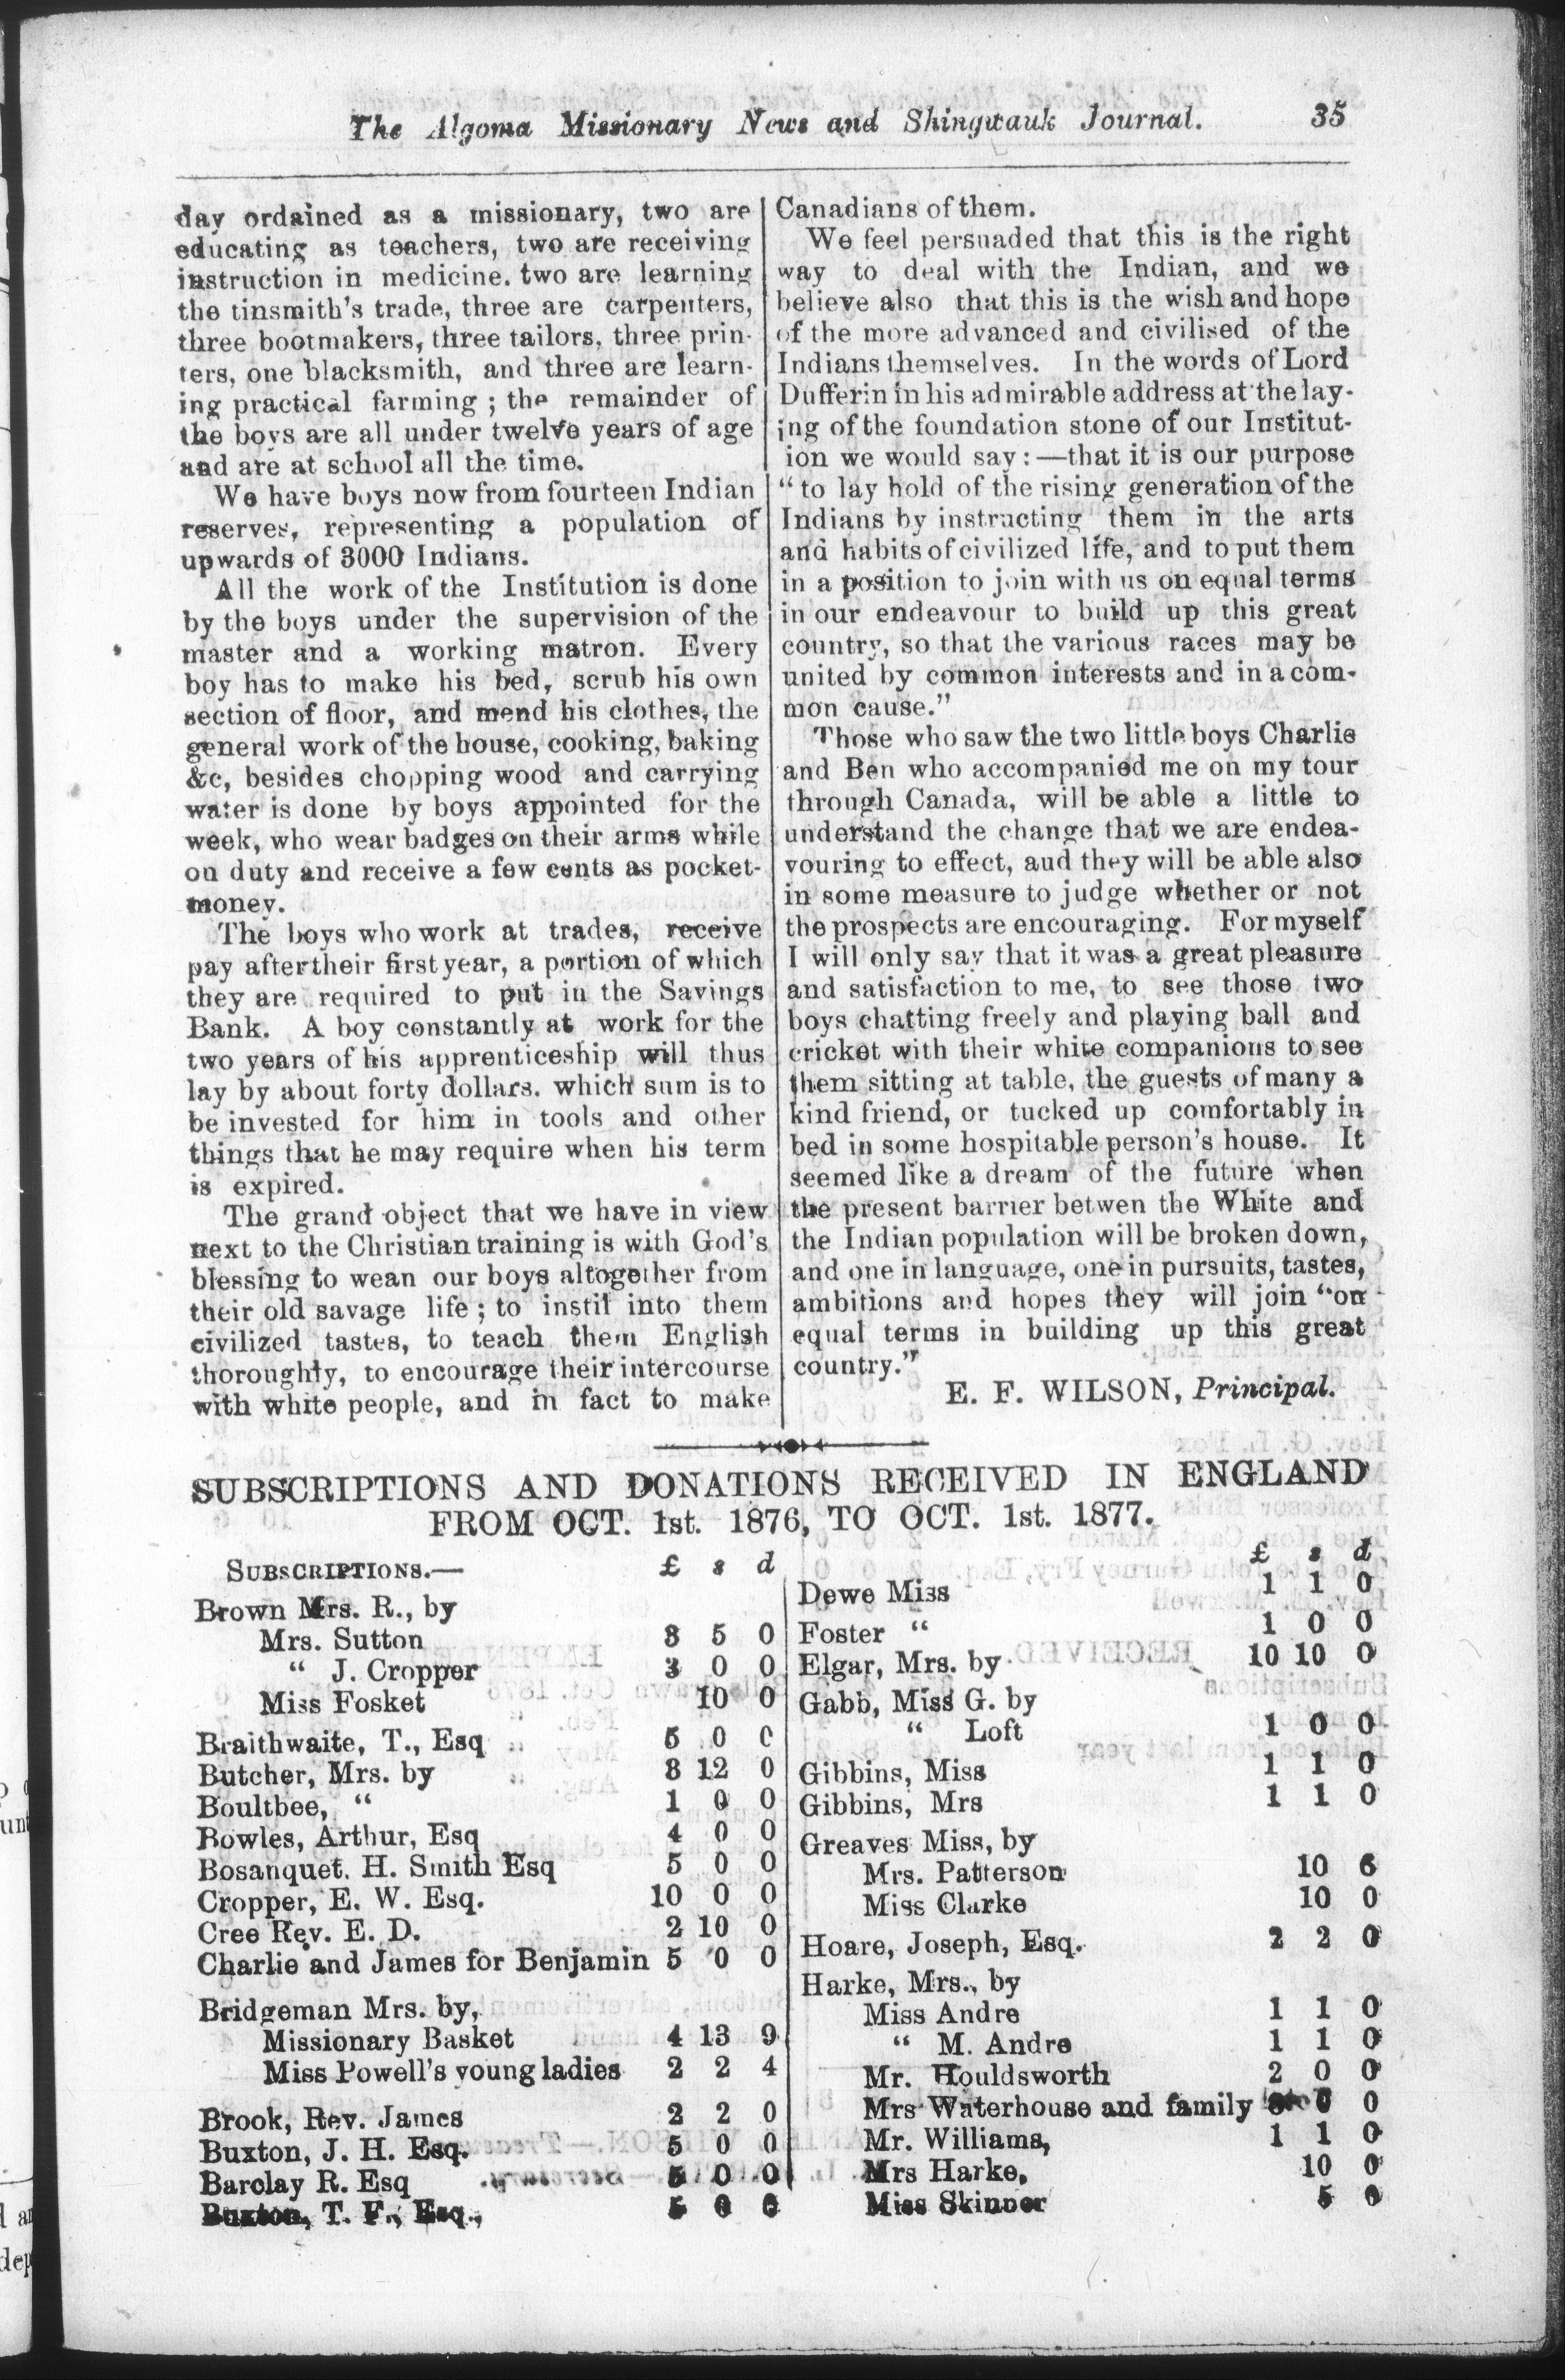 The Algoma Missionary News and Shingwauk Journal. 35
day ordained as a missionary, two are
educating as teachers, two are receiving
instruction in medicine. two are learning
the tinsmith's trade, three are carpenters,
three bootmakers, three tailors, three prin-
ters, one blacksmith, and three are learn-
ing practical farming ; the remainder of
the boys are all under twelve years of age
and are at school all the time.
We have boys now from fourteen Indian
reserves, representing a population of
upwards of 3000 Indians.
All the work of the Institution is done
by the boys under the supervision of the
master and a working matron. Every
boy has to make his bed, scrub his own
section of floor, and mend his clothes, the
general work of the house, cooking, baking
&c, besides chopping wood and carrying
water is done by boys appointed for the
week, who wear badges on their arms while
on duty and receive a few cents as pocket-
money.
The boys who work at trades, receive
pay after their first year, a portion of which
they are required to put in the Savings
Bank. A boy constantly at work for the
two years of his apprenticeship will thus
lay by about forty dollars. which sum is to
be invested for him in tools and other
things that he may require when his term
is expired.
The grand object that we have in view
next to the Christian training is with God's
blessing to wean our boys altogether from
their old savage life ; to instil into them
civilized tastes, to teach them English
thoroughly, to encourage their intercourse
with white people, and in fact to make
Canadians of them.
We feel persuaded that this is the right
way to deal with the Indian, and we
believe also that this is the wish and hope
of the more advanced and civilised of the
Indians themselves. In the words of Lord
Dufferin in his admirable address at the lay-
ing of the foundation stone of our Institut-
ion we would say :—that it is our purpose
"to lay hold of the rising generation of the
Indians by instructing them in the arts
and habits of civilized life, and to put them
in a position to join with us on equal terms
in our endeavour to build up this great
country, so that the various races may be
united by common interests and in a com-
mon cause."
Those who saw the two little boys Charlie
and Ben who accompanied me on my tour
through Canada, will be able a little to
understand the change that we are endea-
vouring to effect, aud they will be able also
in some measure to judge whether or not
the prospects are encouraging. For myself
I will only say that it was a great pleasure
and satisfaction to me, to see those two
boys chatting freely and playing ball and
cricket with their white companions to see
them sitting at table, the guests of many a
kind friend, or tucked up comfortably in
bed in some hospitable person's house. It
seemed like a dream of the future when
the present barrier betwen the White and
the Indian population will be broken down,
and one in language, one in pursuits, tastes,
ambitions and hopes they will join "on
equal terms in building up this great
country."
E. F. WILSON, Principal.
SUBSCRIPTIONS AND DONATIONS RECEIVED IN ENGLAND
FROM OCT. 1st. 1876, TO OCT. 1st. 1877.
SUBSCRIPTIONS.— £ s d
Brown Mrs. R., by
Mrs. Sutton 3 5 0
" J. Cropper 3 0 0
Miss Fosket 10 0
Braithwaite, T., Esq 5 0 0
Butcher, Mrs. by 3 12 0
Boultbee, " 1 0 0
Bowles, Arthur, Esq 4 0 0
Bosanquet. H. Smith Esq 5 0 0
Cropper, E. W. Esq. 10 0 0
Cree Rev. E. D. 2 10 0
Charlie and James for Benjamin 5 0 0
Bridgeman Mrs. by,
Missionary Basket 4 13 9
Miss Powell's young ladies 2 2 4
Brook, Rev. James 2 2 0
Buxton, J. H. Esq. 5 0 0
Barclay R. Esq 5 0 0
Buxton, T. F., Esq., 5 0 0
£ s d
Dewe Miss 1 1 0
Foster " 1 0 0
Elgar, Mrs. by 10 10 0
Gabb, Miss G. by
" Loft 1 0 0
Gibbins, Miss 1 1 0
Gibbins, Mrs 1 1 0
Greaves Miss, by
Mrs. Patterson 10 6
Miss Clarke 10 0
Hoare, Joseph, Esq. 2 2 0
Harke, Mrs., by
Miss Andre 1 1 0
" M. Andre 1 1 0
Mr. Houldsworth 2 0 0
Mrs Waterhouse and family 0
Mr. Williams, 1 1 0
Mrs Harke, 10 0
Miss Skinner 5 0